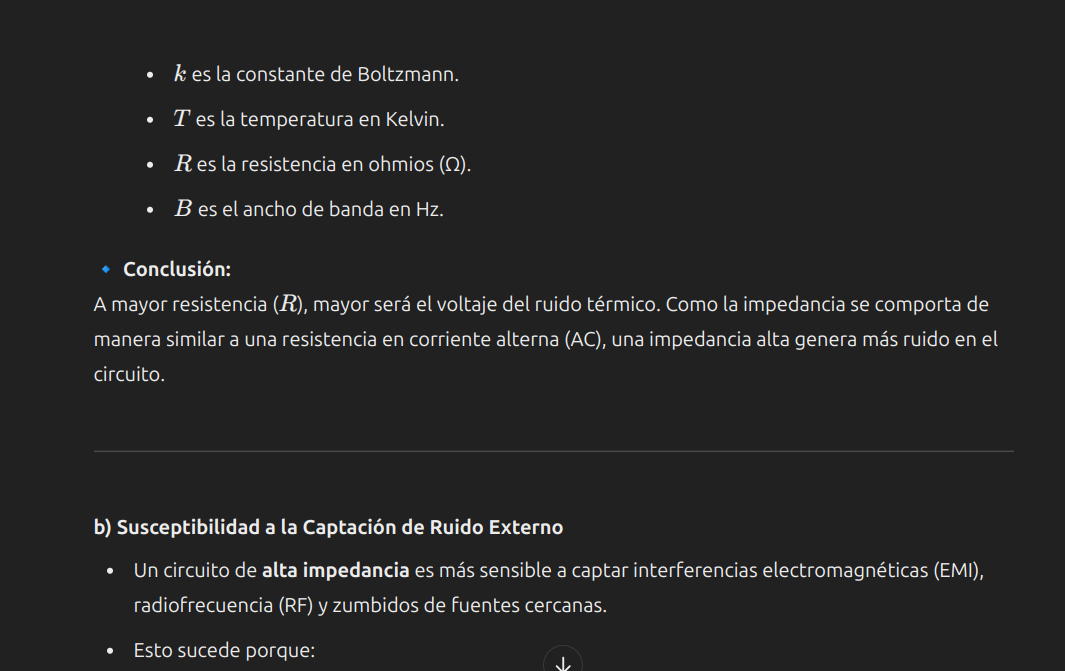 • k es la constante de Boltzmann.
• T es la temperatura en Kelvin.
• R es la resistencia en ohmios (Ω).
• B es el ancho de banda en Hz.
🔹 Conclusión:
A mayor resistencia (R), mayor será el voltaje del ruido térmico. Como la impedancia se comporta de
manera similar a una resistencia en corriente alterna (AC), una impedancia alta genera más ruido en el
circuito.
b) Susceptibilidad a la Captación de Ruido Externo
• Un circuito de alta impedancia es más sensible a captar interferencias electromagnéticas (EMI),
radiofrecuencia (RF) y zumbidos de fuentes cercanas.
• Esto sucede porque: